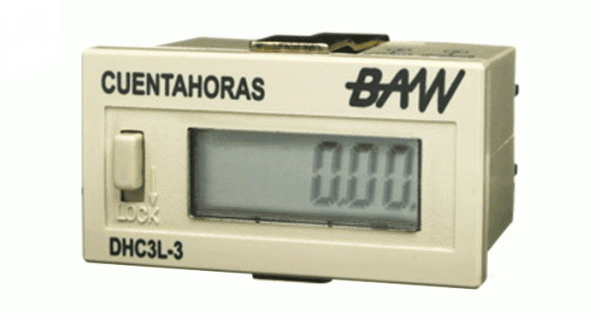 CUENTAHORAS BAW
0.00.
LOCK
DHC3L-3